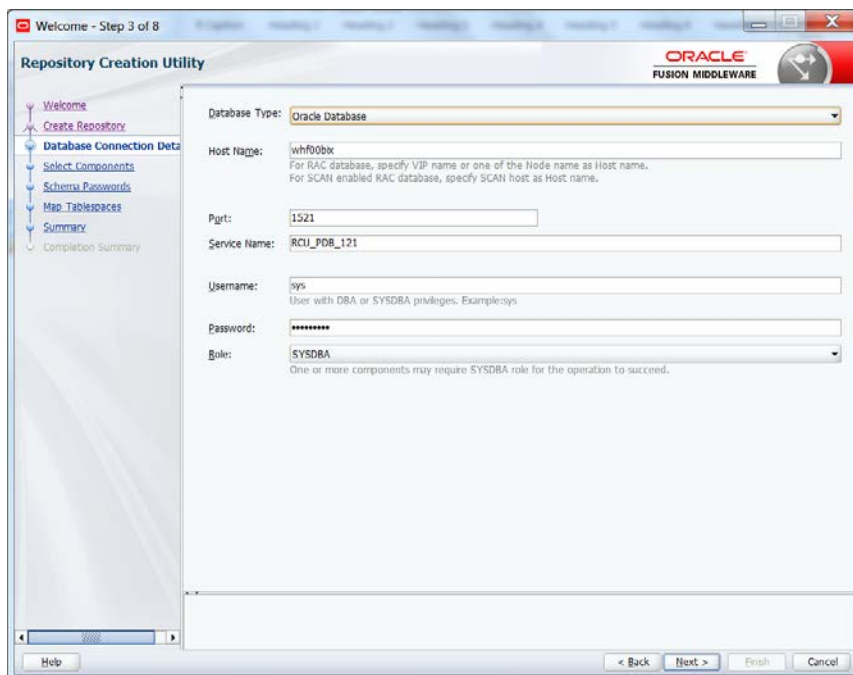 Welcome - Step 3 of 8
Repository Creation Utility
ORACLE
FUSION MIDDLEWARE
Welcome
Create Repository
Database Connection Deta
Select Components
Schema Passwords
Map Tablespaces
Summary
Completion Summary
Database Type: Oracle Database
Host Name:
For RAC database, specify VIP name or one of the Node name as Host name.
For SCAN enabled RAC database, specify SCAN host as Host name.
Port: 1521
Service Name: RCU_PDB_121
Username: sys
User with DBA or SYSDBA privileges. Example:sys
Password: •••••••••
Role: SYSDBA
One or more components may require SYSDBA role for the operation to succeed.
Help
< Back
Next >
Finish
Cancel